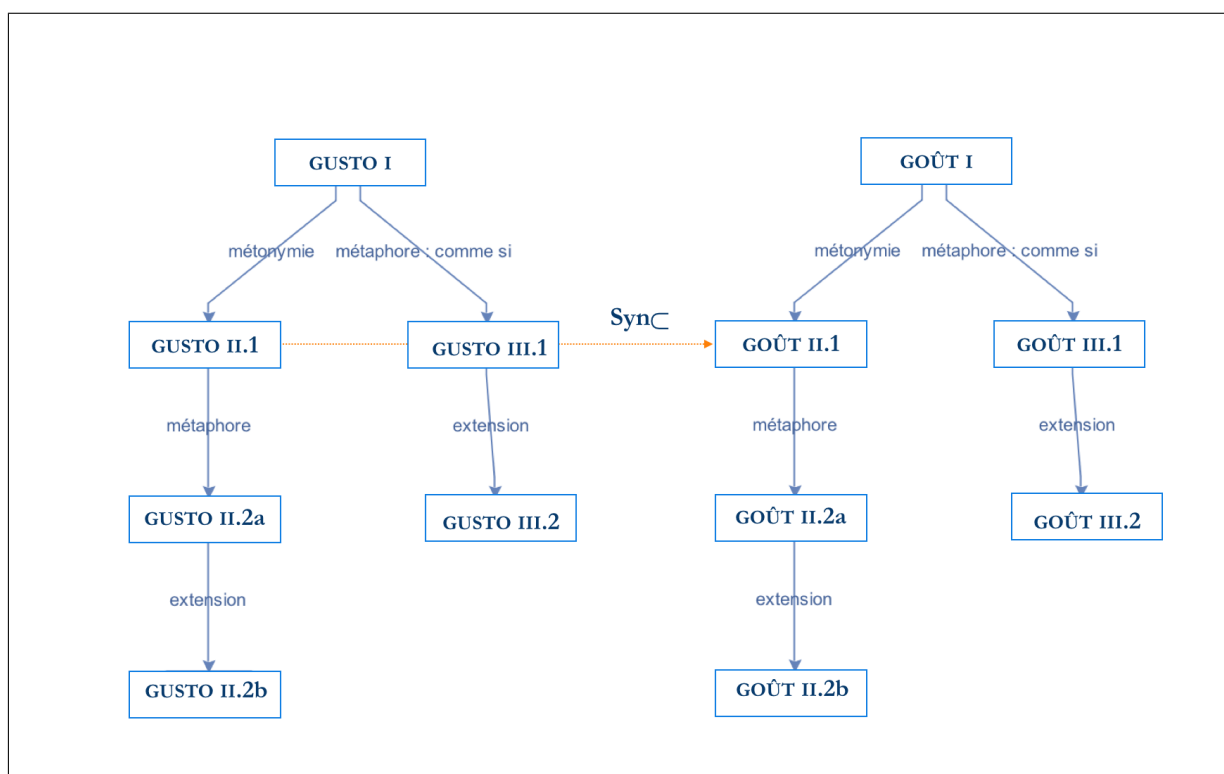 GUSTO I
GOÛT I
métonymie
métaphore : comme si
métonymie
métaphore : comme si
Syn⊂
GUSTO II.1
GUSTO III.1
GOÛT II.1
GOÛT III.1
métaphore
extension
métaphore
extension
GUSTO II.2a
GUSTO III.2
GOÛT II.2a
GOÛT III.2
extension
extension
GUSTO II.2b
GOÛT II.2b